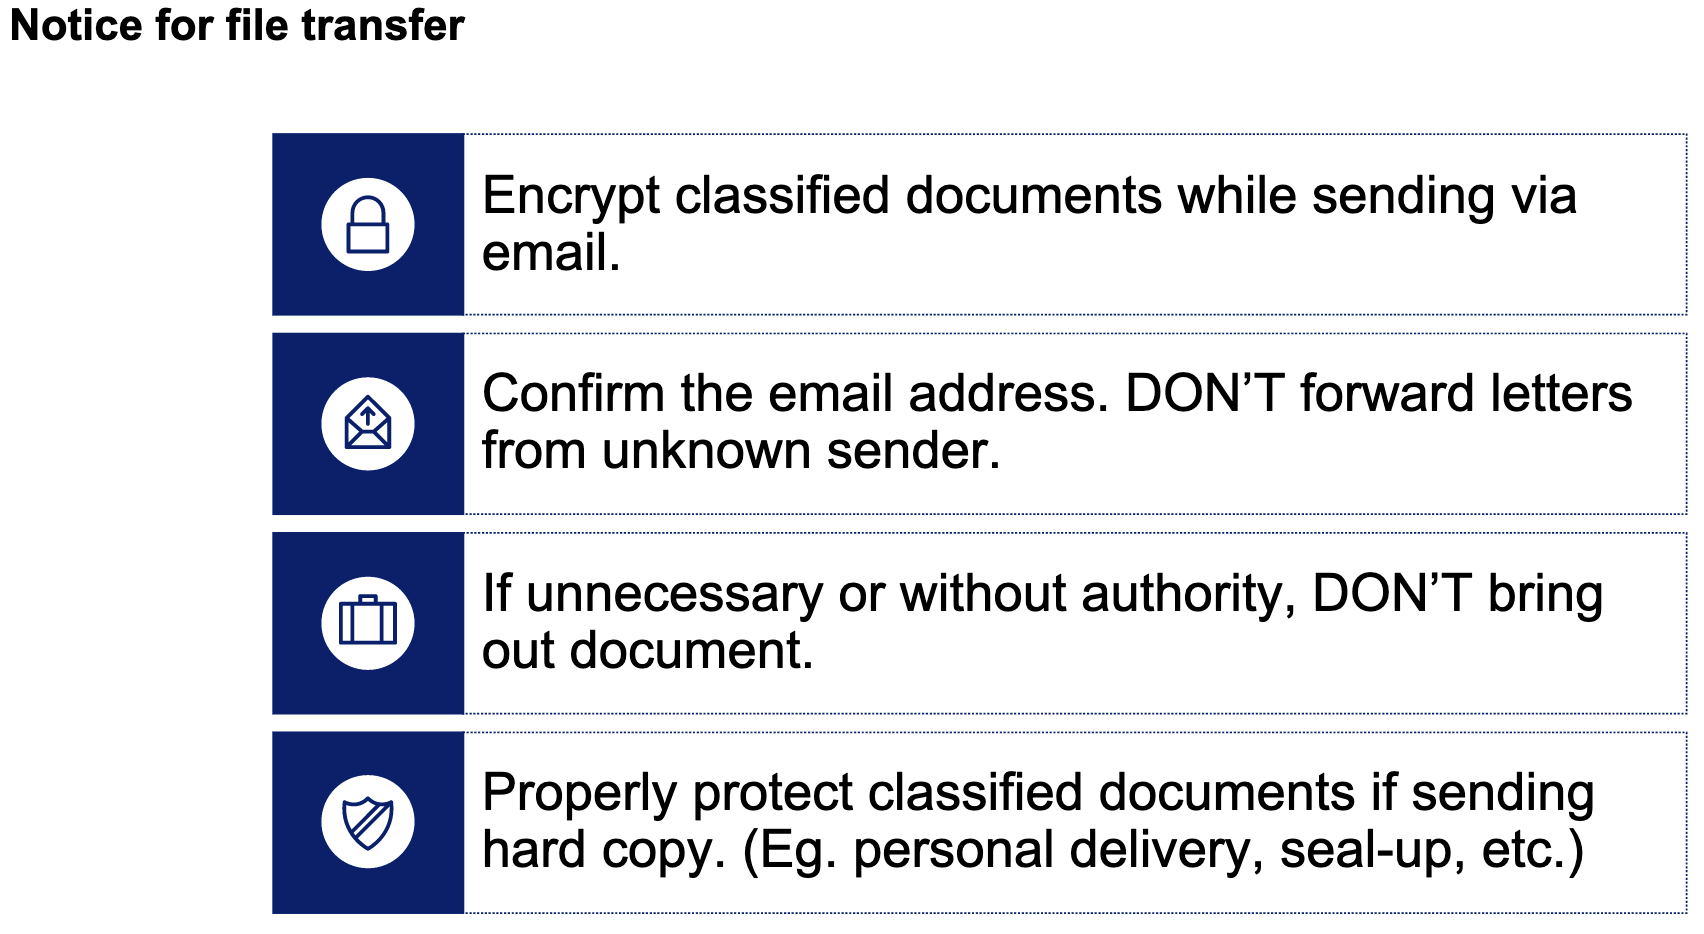 Notice for file transfer
Encrypt classified documents while sending via
email.
Confirm the email address. DON’T forward letters
from unknown sender.
If unnecessary or without authority, DON’T bring
out document.
Properly protect classified documents if sending
hard copy. (Eg. personal delivery, seal-up, etc.)